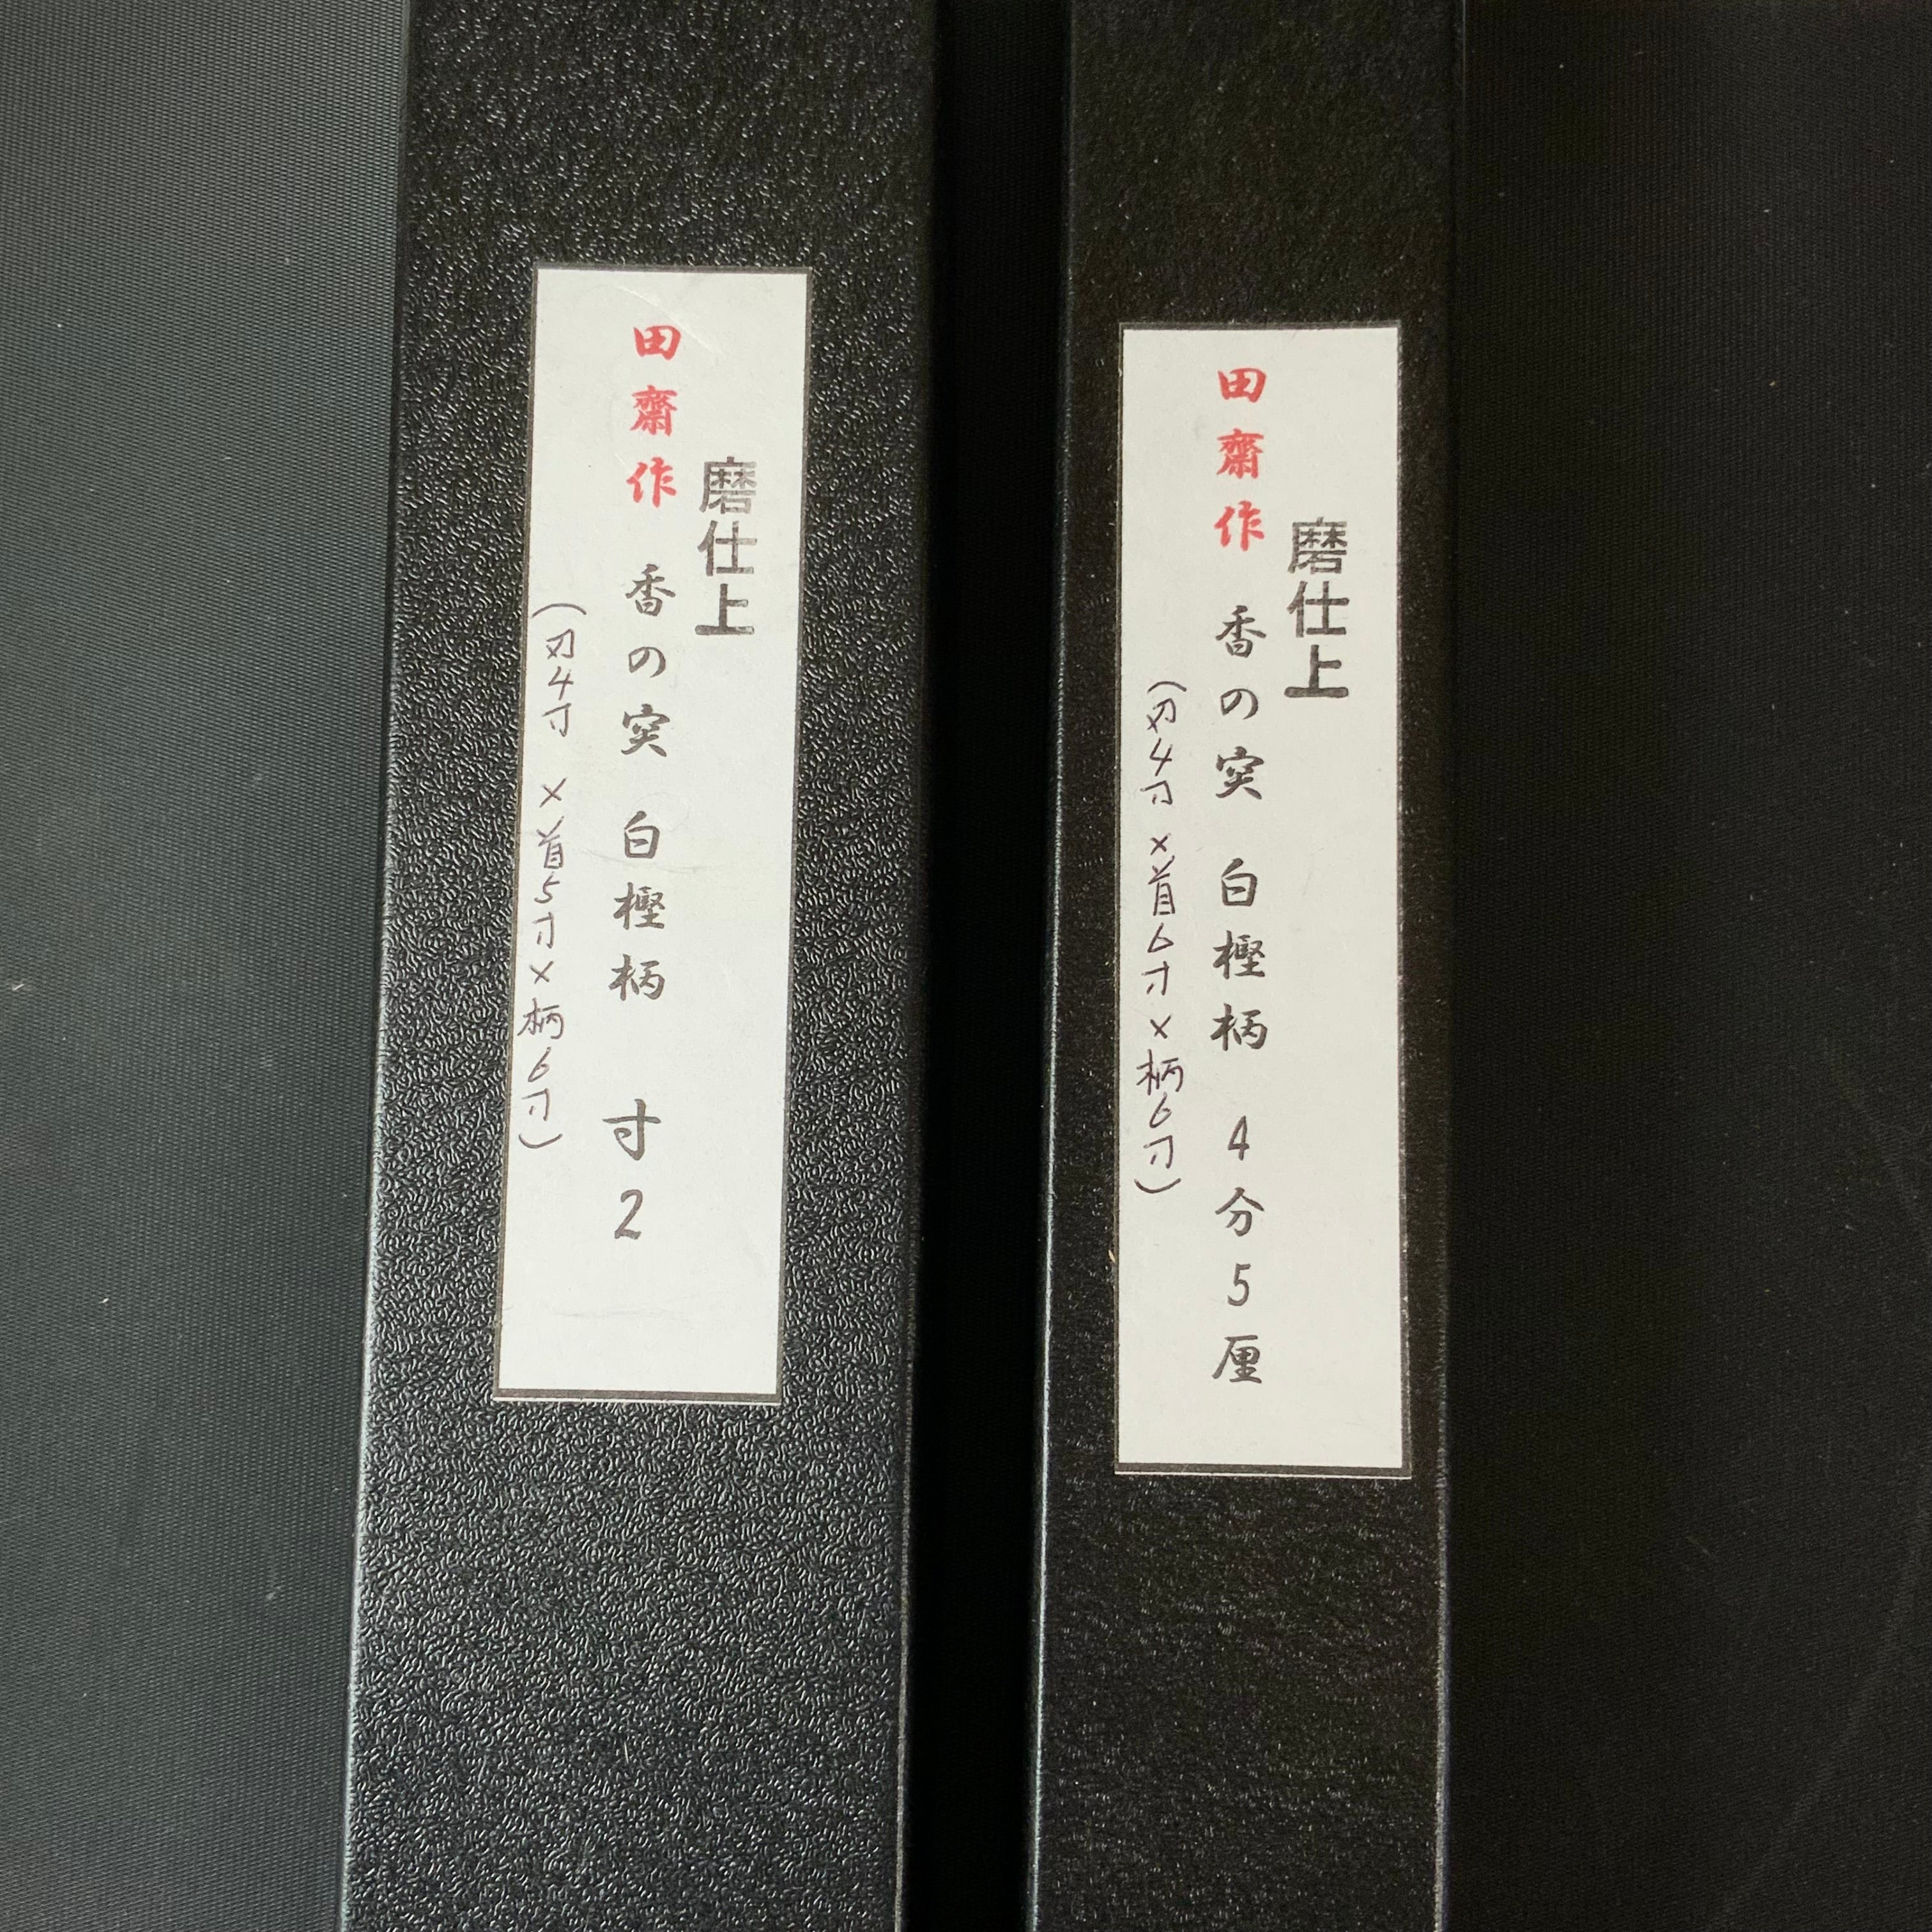 磨仕上
田齋作 香の突 白樫柄 寸2
(刃4寸×首5寸×柄6寸)
磨仕上
田齋作 香の突 白樫柄 4分5厘
(刃4寸×首6寸×柄6寸)